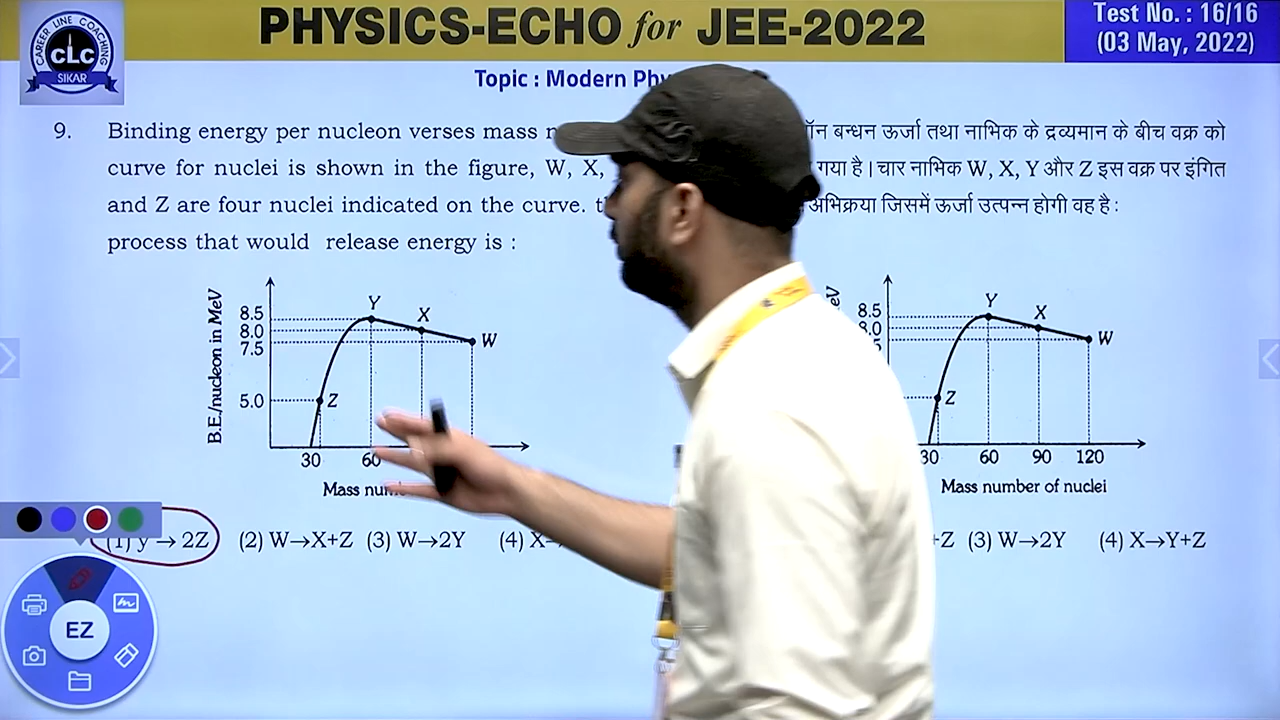 CAREER LINE COACHING
CLC
SIKAR
PHYSICS-ECHO for JEE-2022
Test No. : 16/16
(03 May, 2022)
Topic : Modern
9. Binding energy per nucleon verses mass
curve for nuclei is shown in the figure, W, X,
and Z are four nuclei indicated on the curve.
process that would release energy is :
बन्धन ऊर्जा तथा नाभिक के द्रव्यमान के बीच वक्र को
गया है। चार नाभिक W, X, Y और Z इस वक्र पर इंगित
अभिक्रया जिसमें ऊर्जा उत्पन्न होगी वह है :
B.E./nucleon in MeV
8.5
8.0
7.5
5.0
Y
X
W
Z
30 60
Mass
8.5
8.0
Y
X
W
Z
30 60 90 120
Mass number of nuclei
(1) y → 2Z (2) W→X+Z (3) W→2Y (4) X→
+Z (3) W→2Y (4) X→Y+Z
EZ